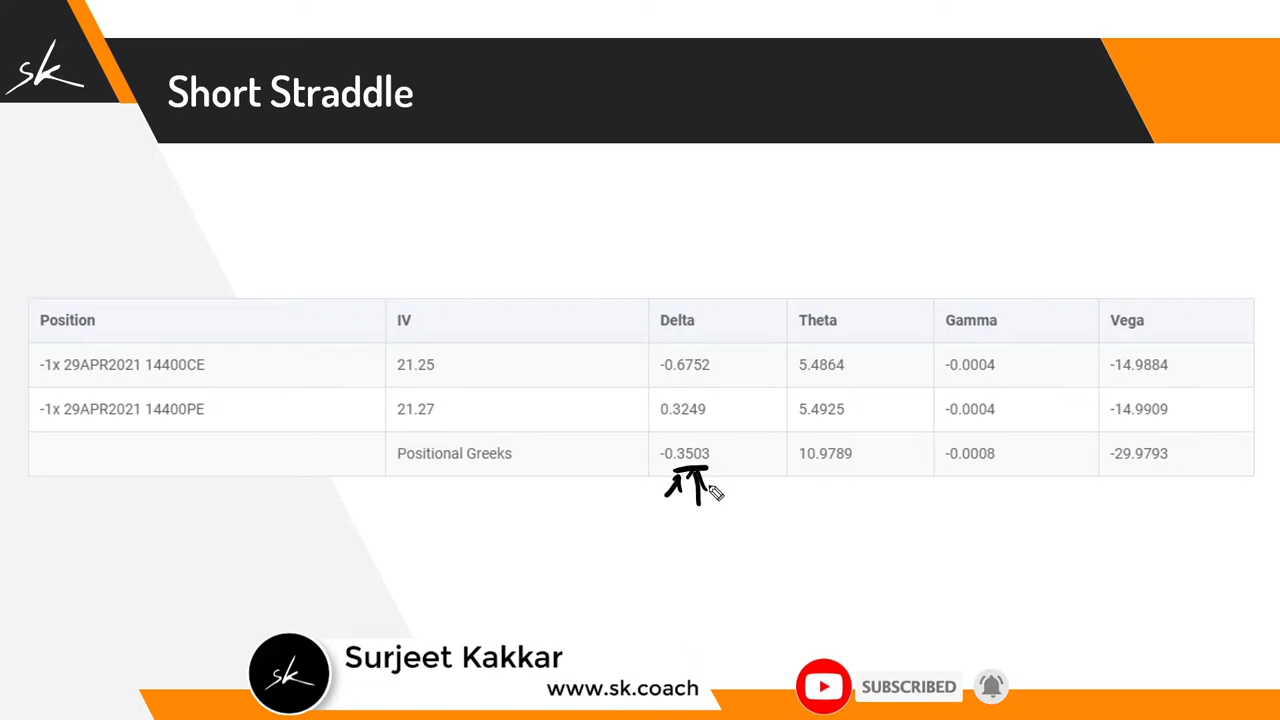 sk
Short Straddle
Position IV Delta Theta Gamma Vega
-1x 29APR2021 14400CE 21.25 -0.6752 5.4864 -0.0004 -14.9884
-1x 29APR2021 14400PE 21.27 0.3249 5.4925 -0.0004 -14.9909
Positional Greeks -0.3503 10.9789 -0.0008 -29.9793
sk
Surjeet Kakkar
www.sk.coach
SUBSCRIBED